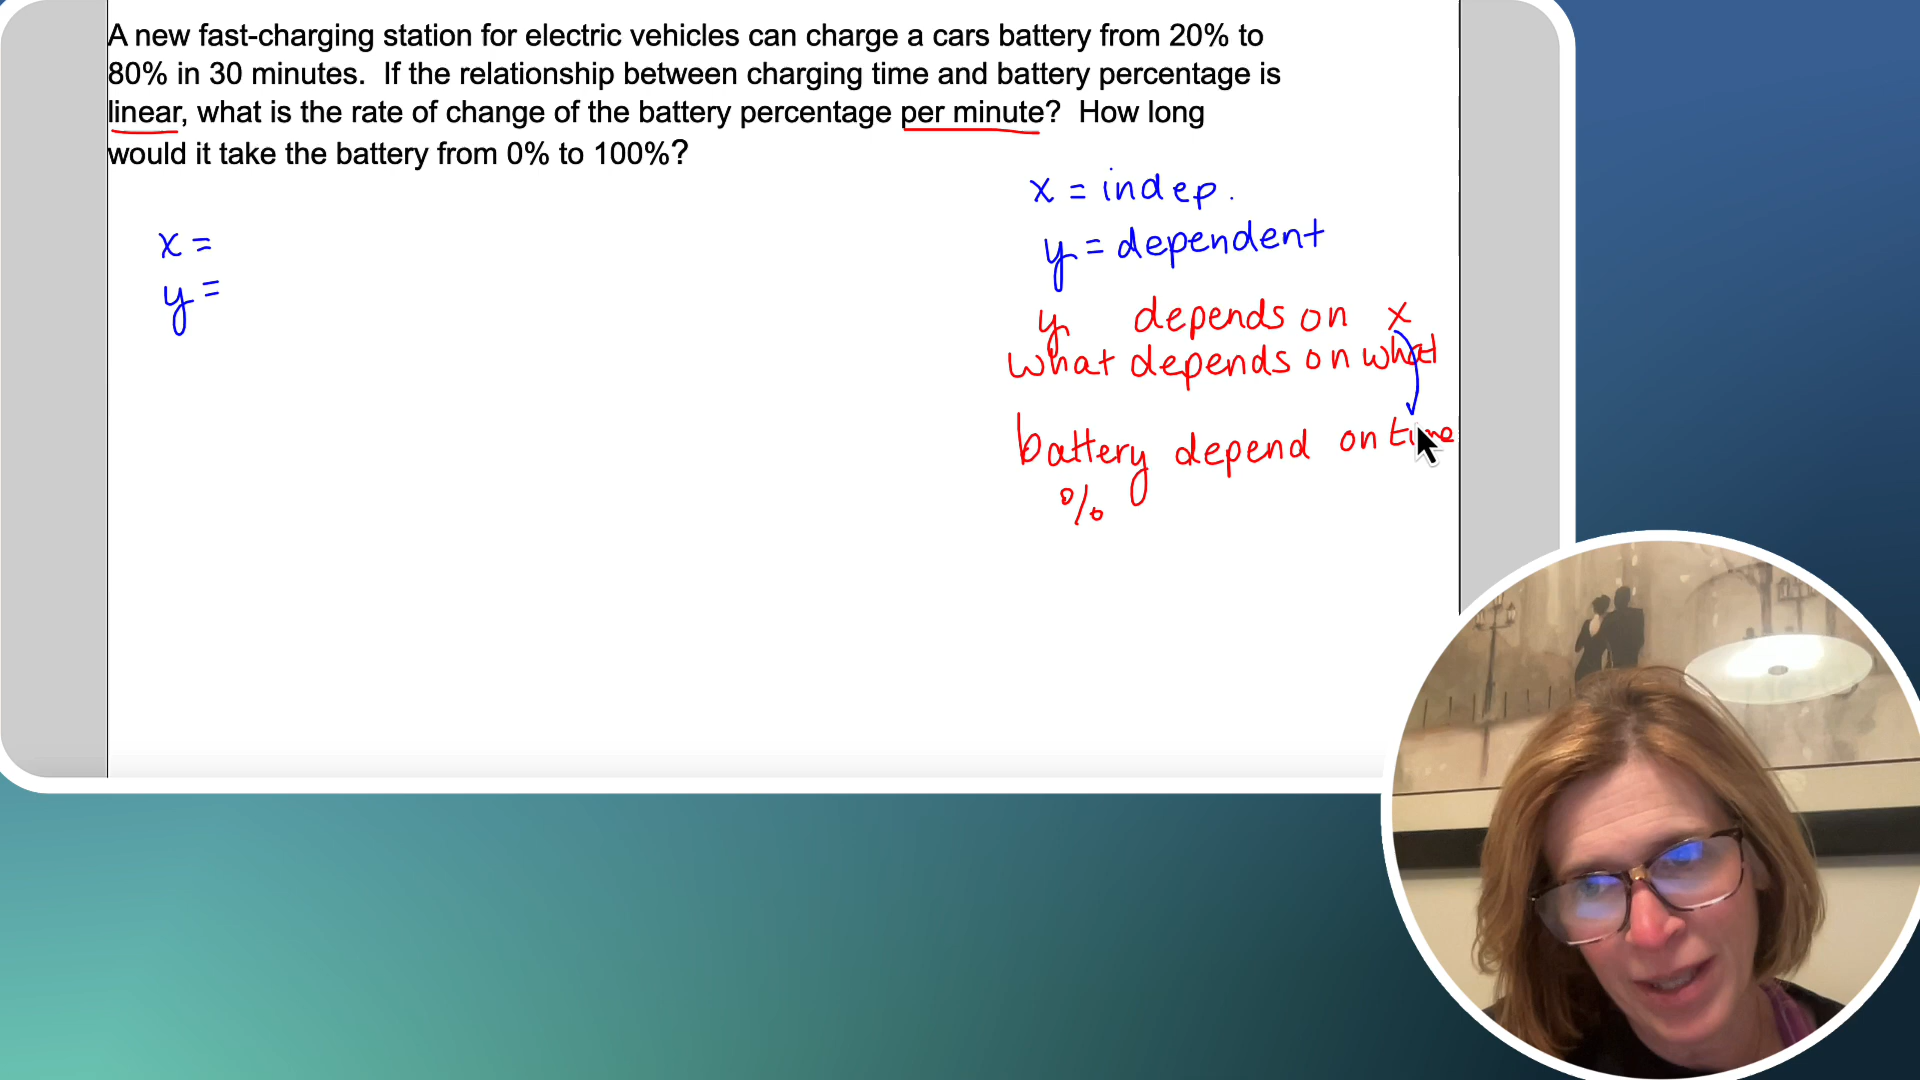 A new fast-charging station for electric vehicles can charge a cars battery from 20% to
80% in 30 minutes. If the relationship between charging time and battery percentage is
linear, what is the rate of change of the battery percentage per minute? How long
would it take the battery from 0% to 100%?
x =
y =
x = indep.
y = dependent
y depends on x
what depends on what
battery depend on time
%